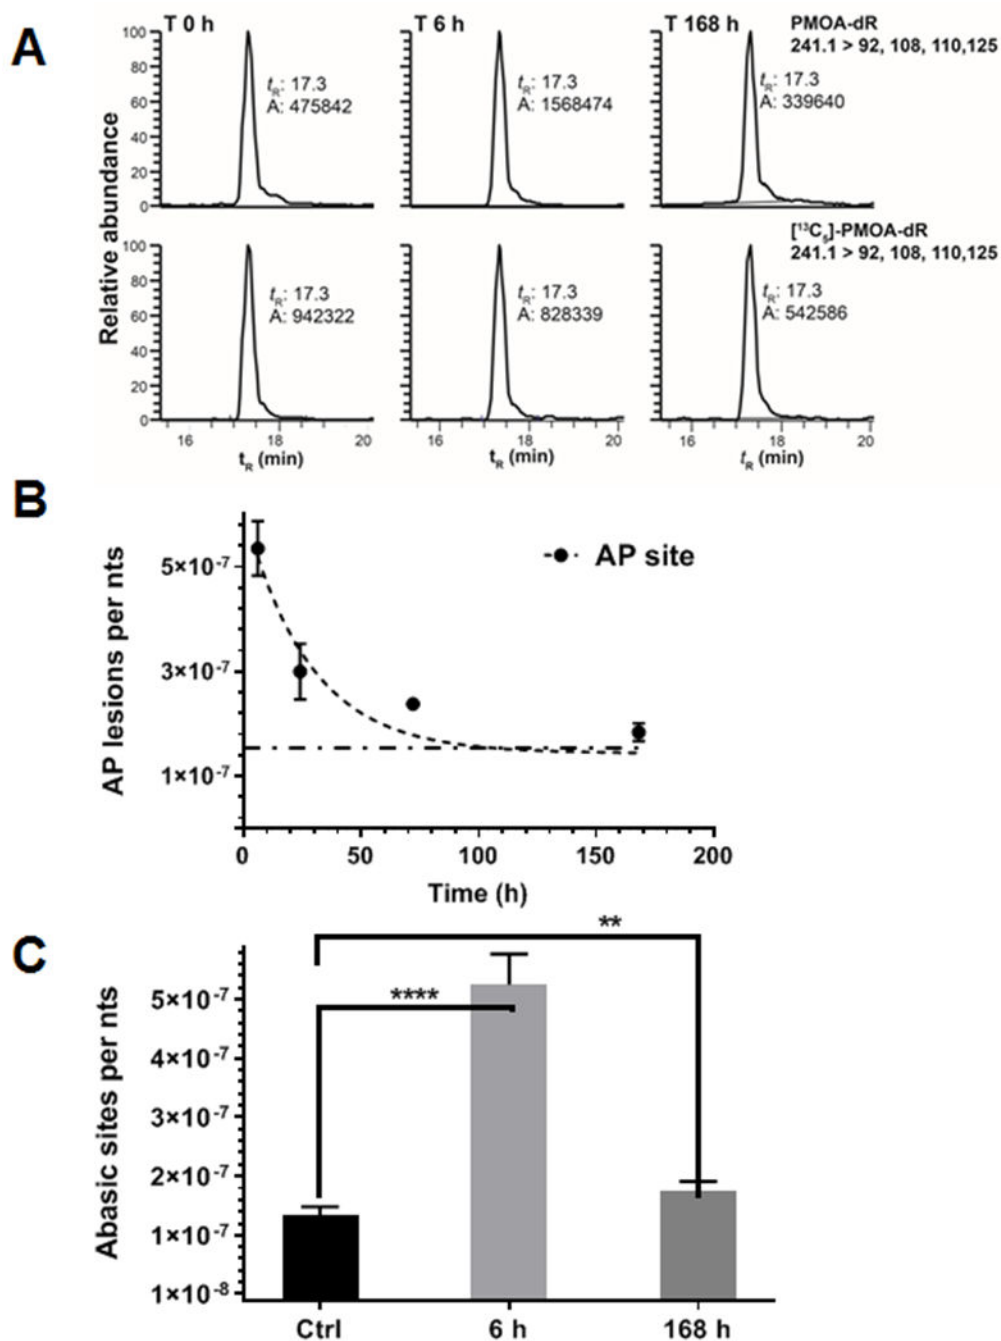 A
T 0 h
T 6 h
T 168 h
PMOA-dR
241.1 > 92, 108, 110,125
Relative abundance
100
80
60
40
20
0
tR: 17.3
A: 475842
tR: 17.3
A: 1568474
tR: 17.3
A: 339640
[¹³C₅]-PMOA-dR
241.1 > 92, 108, 110,125
100
80
60
40
20
0
tR: 17.3
A: 942322
tR: 17.3
A: 828339
tR: 17.3
A: 542586
16 18 20 16 18 20 16 18 20
tR (min) tR (min) tR (min)
B
AP lesions per nts
5×10⁻⁷
3×10⁻⁷
1×10⁻⁷
AP site
0 50 100 150 200
Time (h)
C
Abasic sites per nts
**
****
5×10⁻⁷
4×10⁻⁷
3×10⁻⁷
2×10⁻⁷
1×10⁻⁷
1×10⁻⁸
Ctrl 6 h 168 h